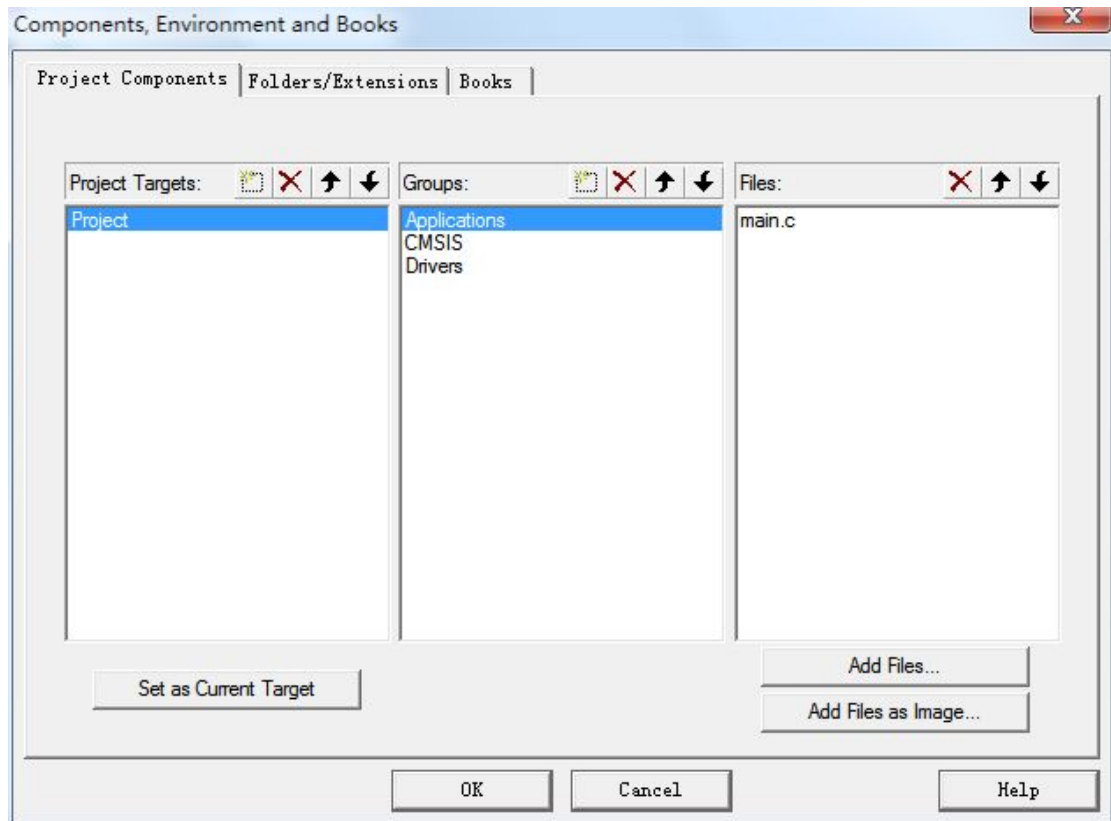 Components, Environment and Books
Project Components Folders/Extensions Books
Project Targets: Groups: Files:
Project Applications main.c
CMSIS
Drivers
Set as Current Target
Add Files...
Add Files as Image...
OK Cancel Help